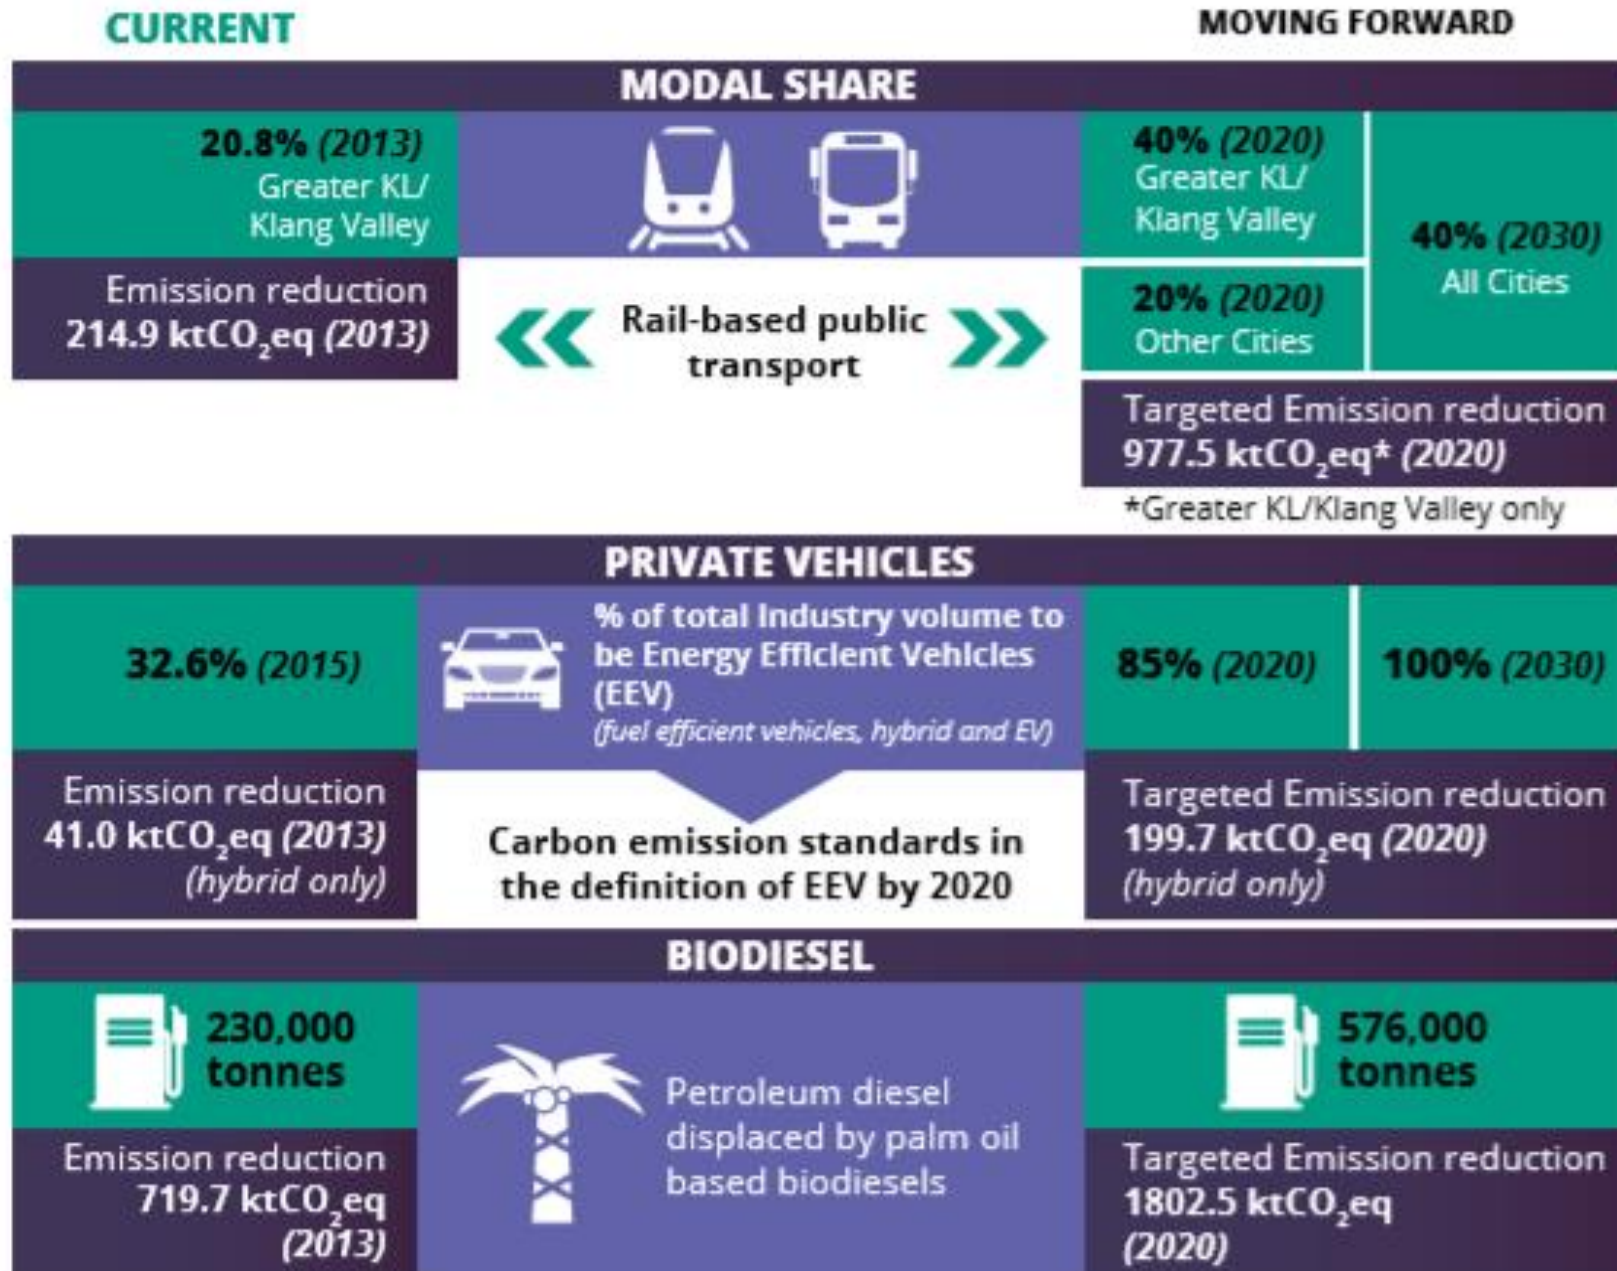 CURRENT
MOVING FORWARD
MODAL SHARE
20.8% (2013)
Greater KL/
Klang Valley
Emission reduction
214.9 ktCO₂eq (2013)
Rail-based public
transport
40% (2020)
Greater KL/
Klang Valley
20% (2020)
Other Cities
40% (2030)
All Cities
Targeted Emission reduction
977.5 ktCO₂eq* (2020)
*Greater KL/Klang Valley only
PRIVATE VEHICLES
32.6% (2015)
Emission reduction
41.0 ktCO₂eq (2013)
(hybrid only)
% of total Industry volume to
be Energy Efficient Vehicles
(EEV)
(fuel efficient vehicles, hybrid and EV)
Carbon emission standards in
the definition of EEV by 2020
85% (2020)
100% (2030)
Targeted Emission reduction
199.7 ktCO₂eq (2020)
(hybrid only)
BIODIESEL
230,000
tonnes
Emission reduction
719.7 ktCO₂eq
(2013)
Petroleum diesel
displaced by palm oil
based biodiesels
576,000
tonnes
Targeted Emission reduction
1802.5 ktCO₂eq
(2020)